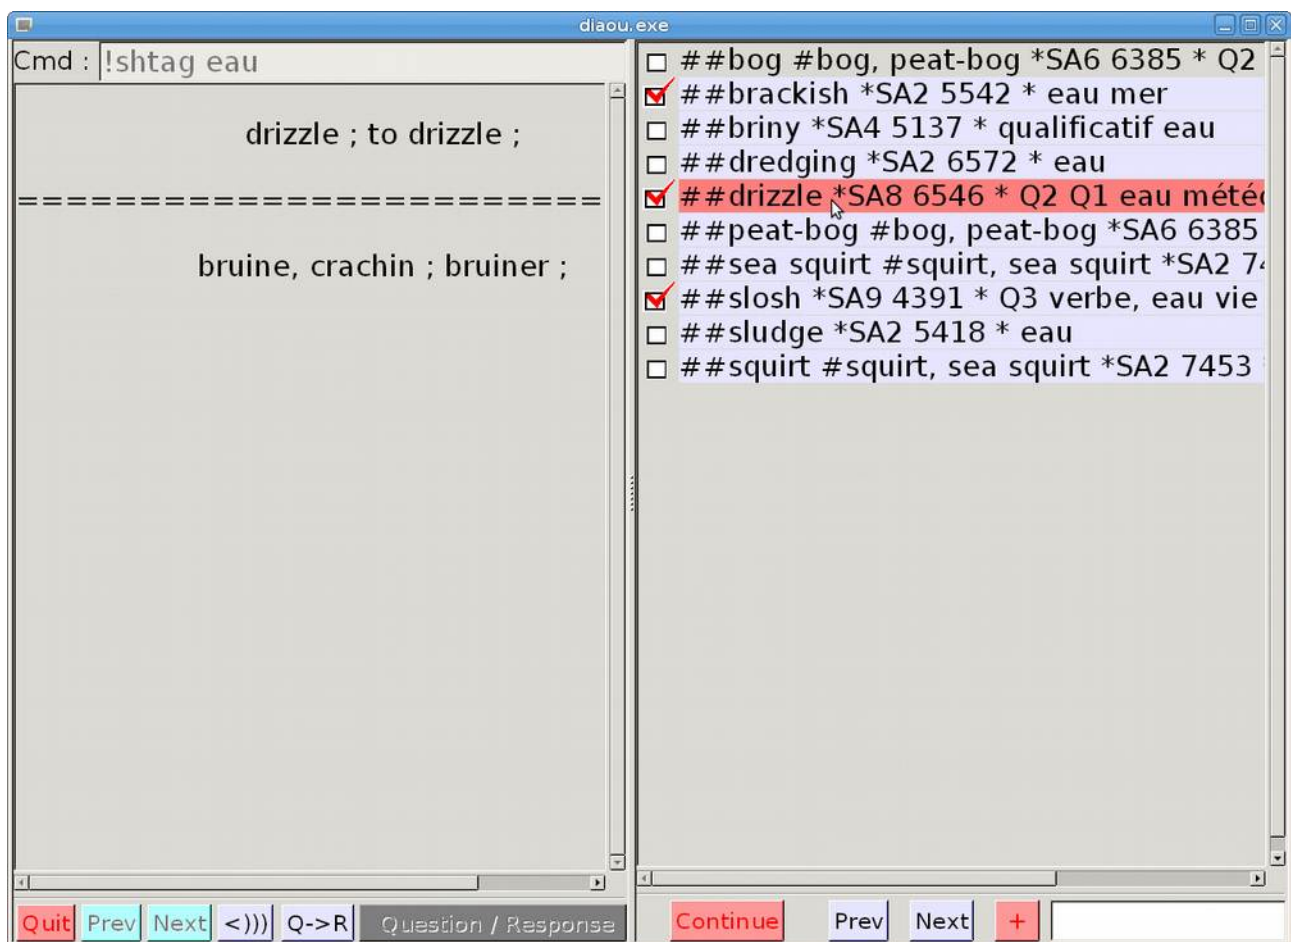 diaou.exe
Cmd : !shtag eau
drizzle ; to drizzle ;
========================
bruine, crachin ; bruiner ;
Quit Prev Next <))) Q->R Question / Response
##bog #bog, peat-bog *SA6 6385 * Q2
##brackish *SA2 5542 * eau mer
##briny *SA4 5137 * qualificatif eau
##dredging *SA2 6572 * eau
##drizzle *SA8 6546 * Q2 Q1 eau météo
##peat-bog #bog, peat-bog *SA6 6385
##sea squirt #squirt, sea squirt *SA2 74
##slosh *SA9 4391 * Q3 verbe, eau vie
##sludge *SA2 5418 * eau
##squirt #squirt, sea squirt *SA2 7453
Continue Prev Next +